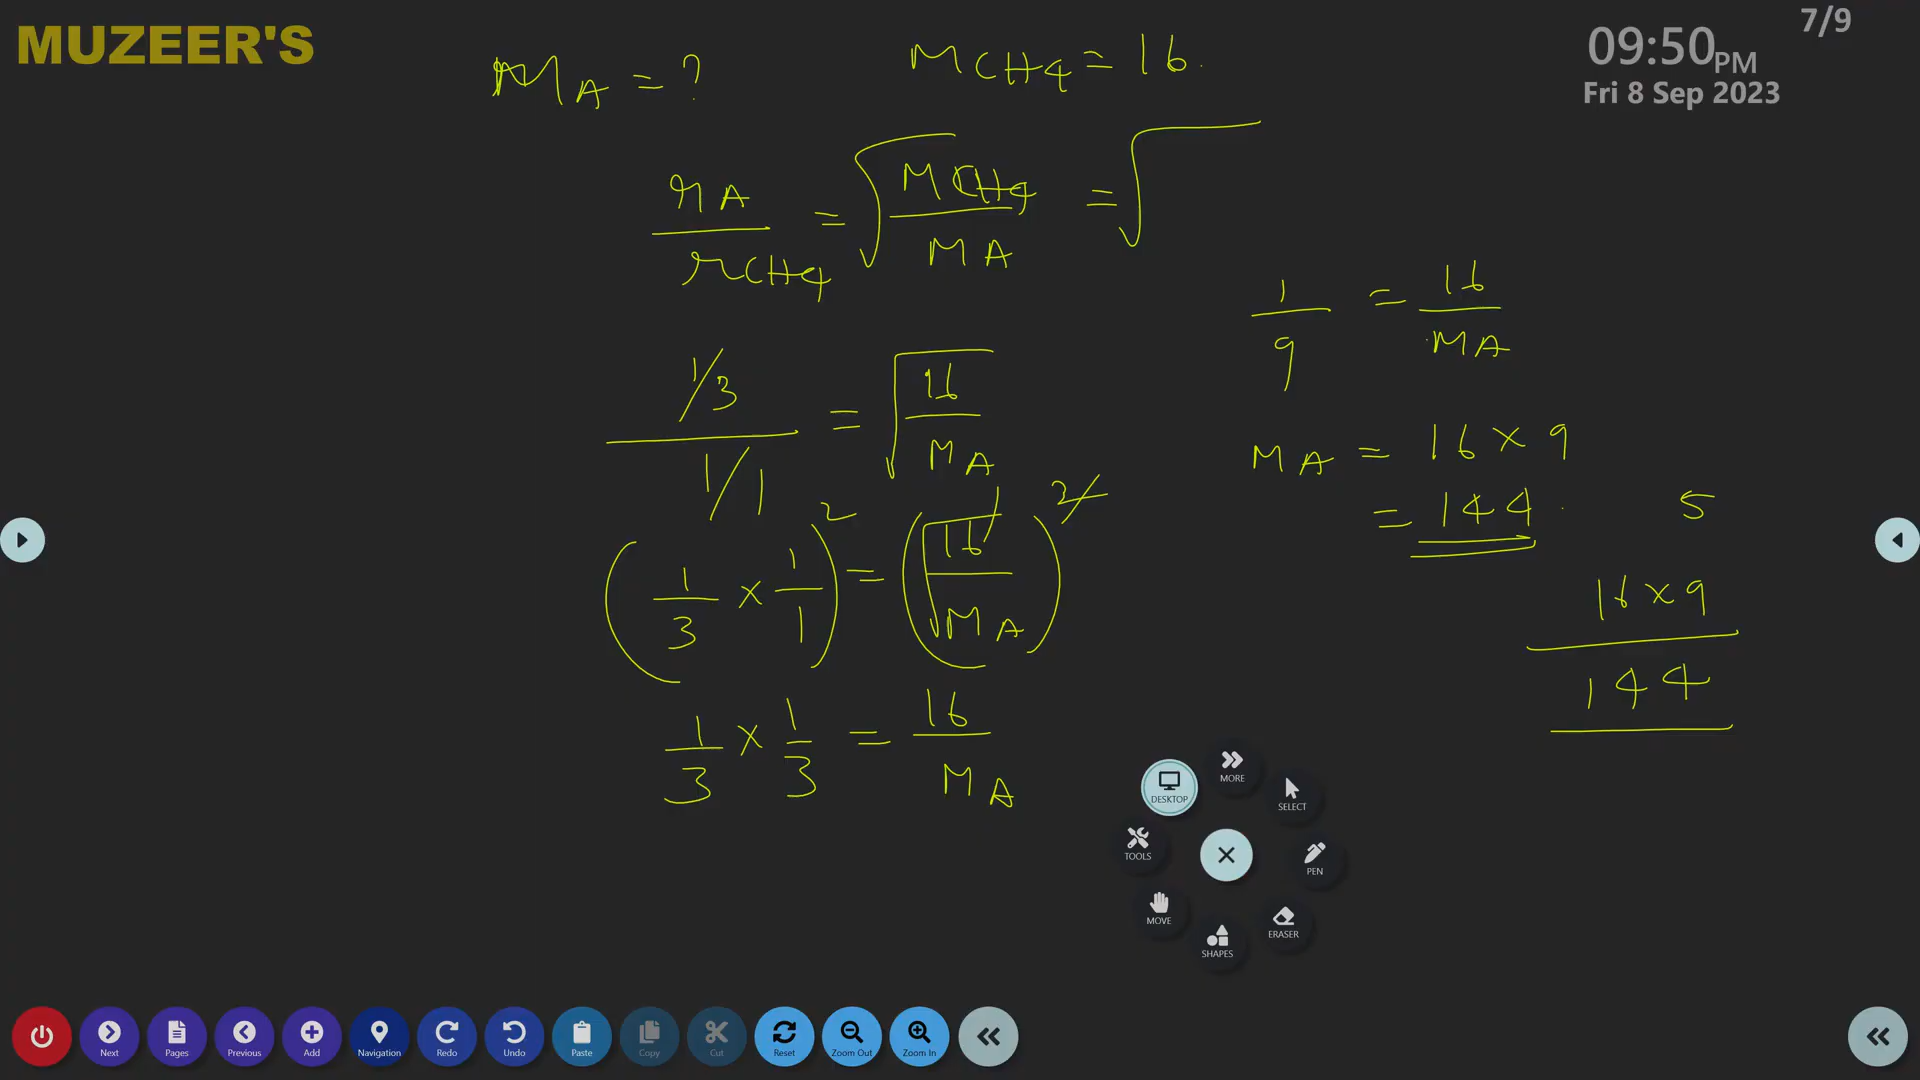 MUZEER'S
7/9
09:50PM
Fri 8 Sep 2023
MA = ?
MCH4 = 16.
rA / rCH4 = √(MCH4 / MA) = √
1/3 / 1/1 = √(16 / MA)
(1/3 × 1/1)² = (√(16 / MA))²
1/3 × 1/3 = 16 / MA
1/9 = 16 / MA
MA = 16 × 9
= 144.
5
16 × 9
144
MORE
DESKTOP
SELECT
TOOLS
PEN
MOVE
ERASER
SHAPES
Next
Pages
Previous
Add
Navigation
Redo
Undo
Paste
Copy
Cut
Reset
Zoom Out
Zoom In